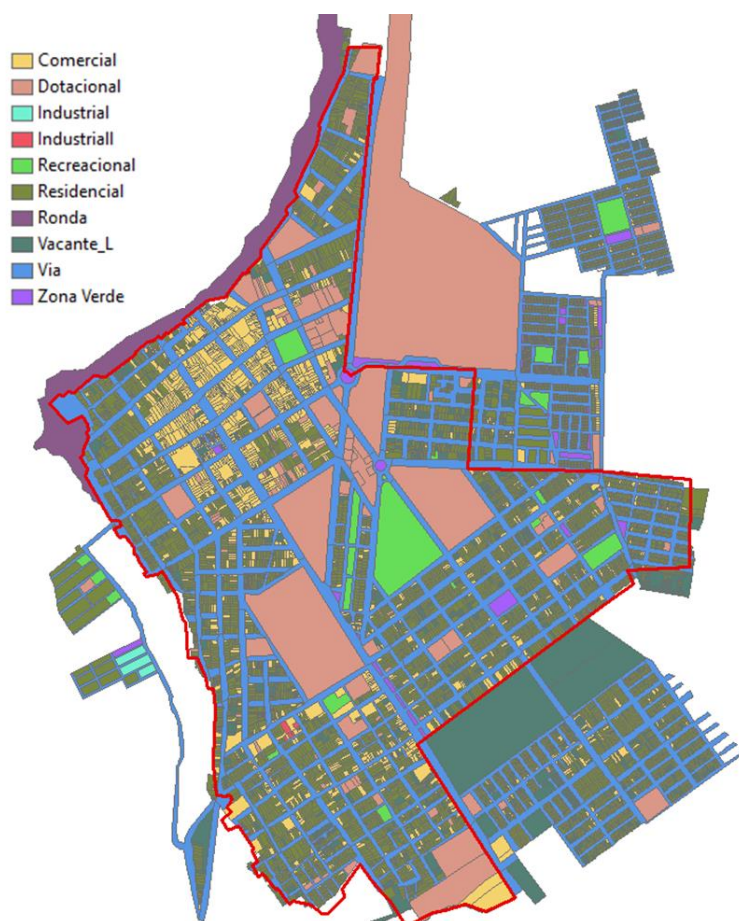 Comercial
Dotacional
Industrial
Industriall
Recreacional
Residencial
Ronda
Vacante_L
Via
Zona Verde